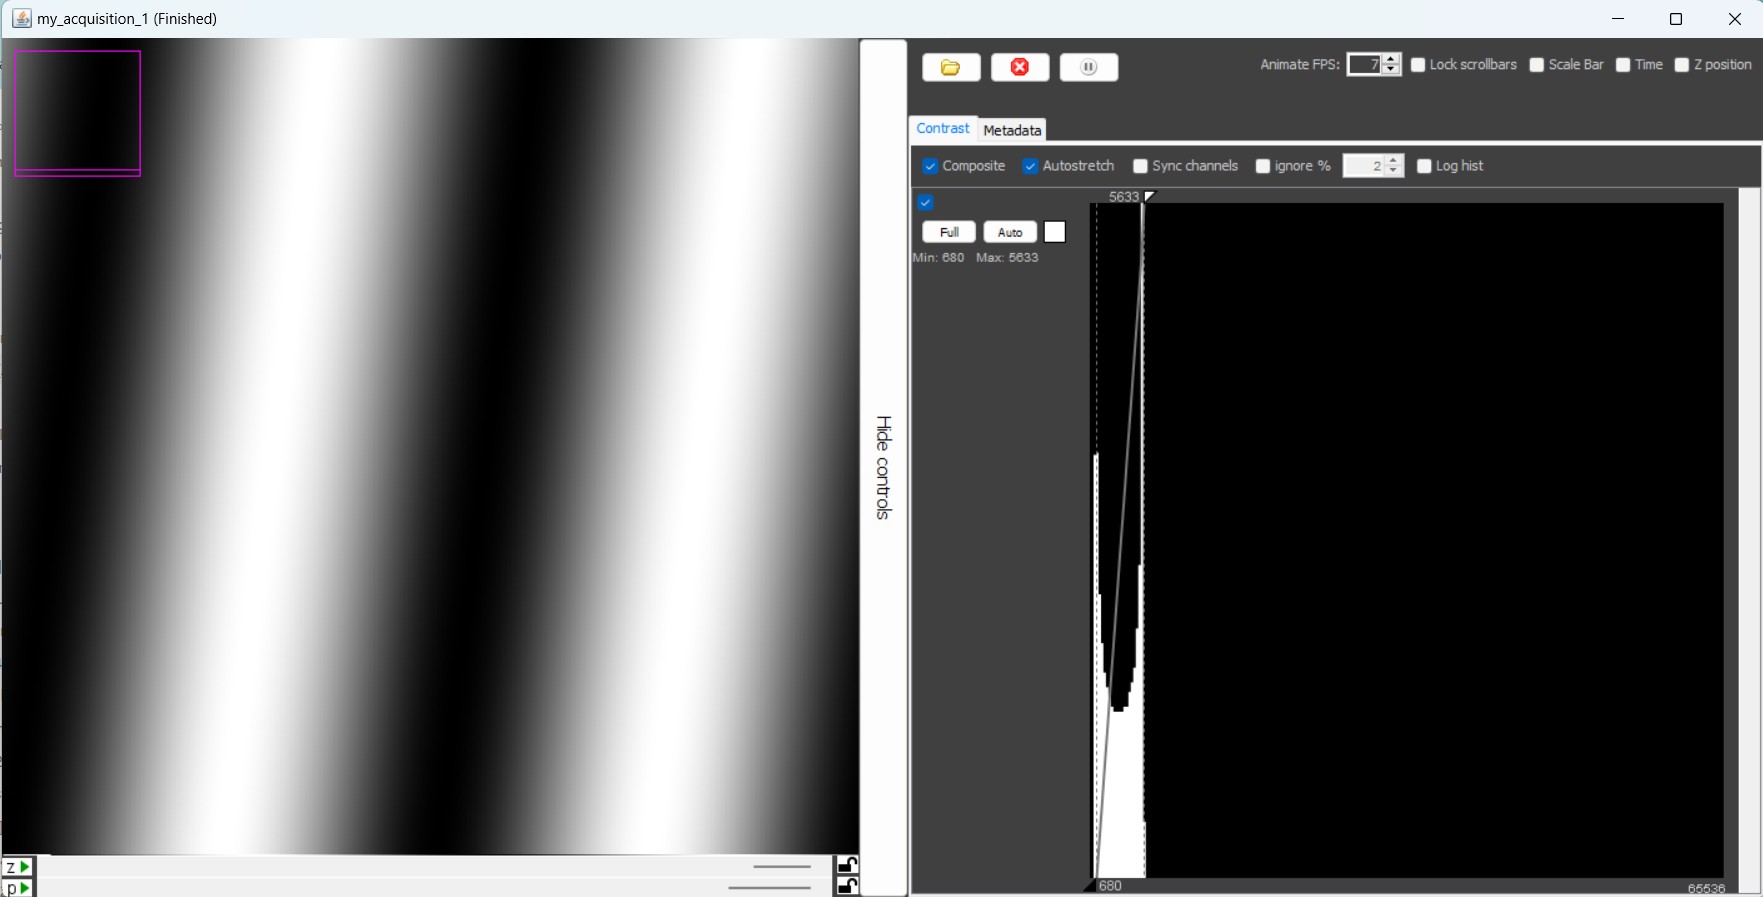 my_acquisition_1 (Finished)
Animate FPS: 7 Lock scrollbars Scale Bar Time Z position
Contrast Metadata
Composite Autostretch Sync channels ignore % 2 Log hist
5633
Full Auto
Min: 680 Max: 5633
Hide controls
z
p
680
65536